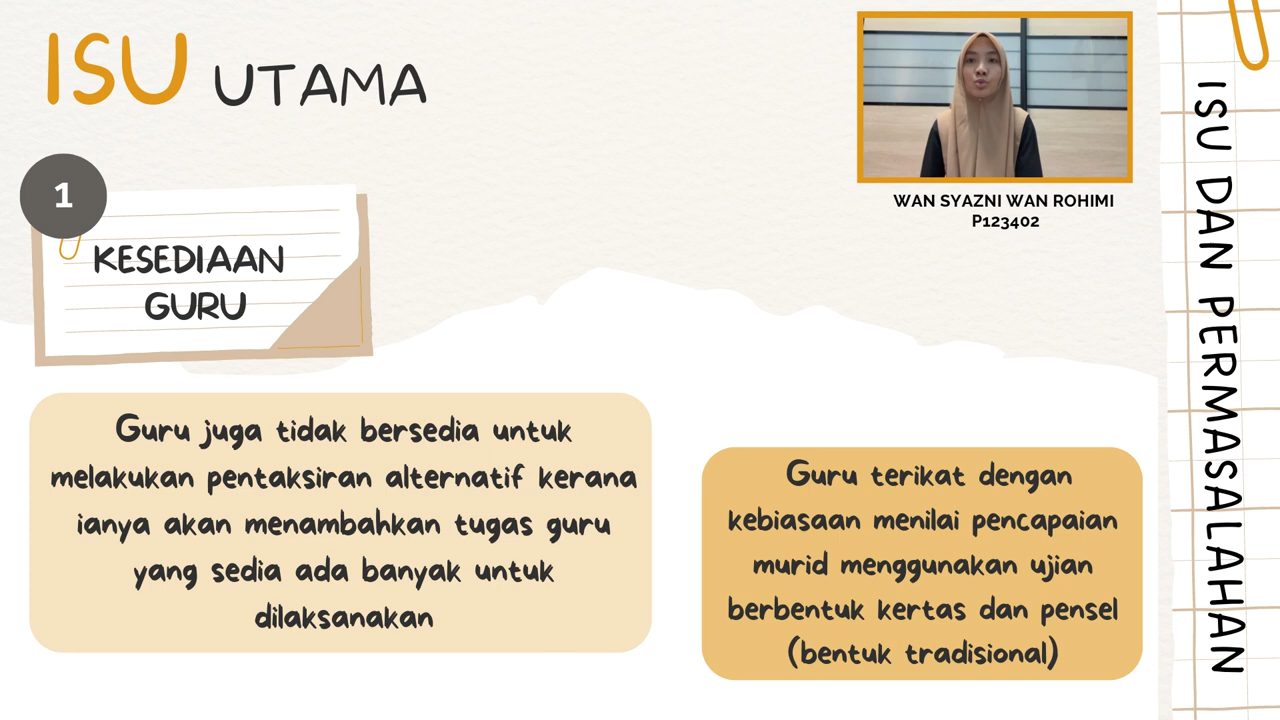 ISU UTAMA
WAN SYAZNI WAN ROHIMI
P123402
1
KESEDIAAN
GURU
Guru juga tidak bersedia untuk
melakukan pentaksiran alternatif kerana
ianya akan menambahkan tugas guru
yang sedia ada banyak untuk
dilaksanakan
Guru terikat dengan
kebiasaan menilai pencapaian
murid menggunakan ujian
berbentuk kertas dan pensel
(bentuk tradisional)
ISU DAN PERMASALAHAN